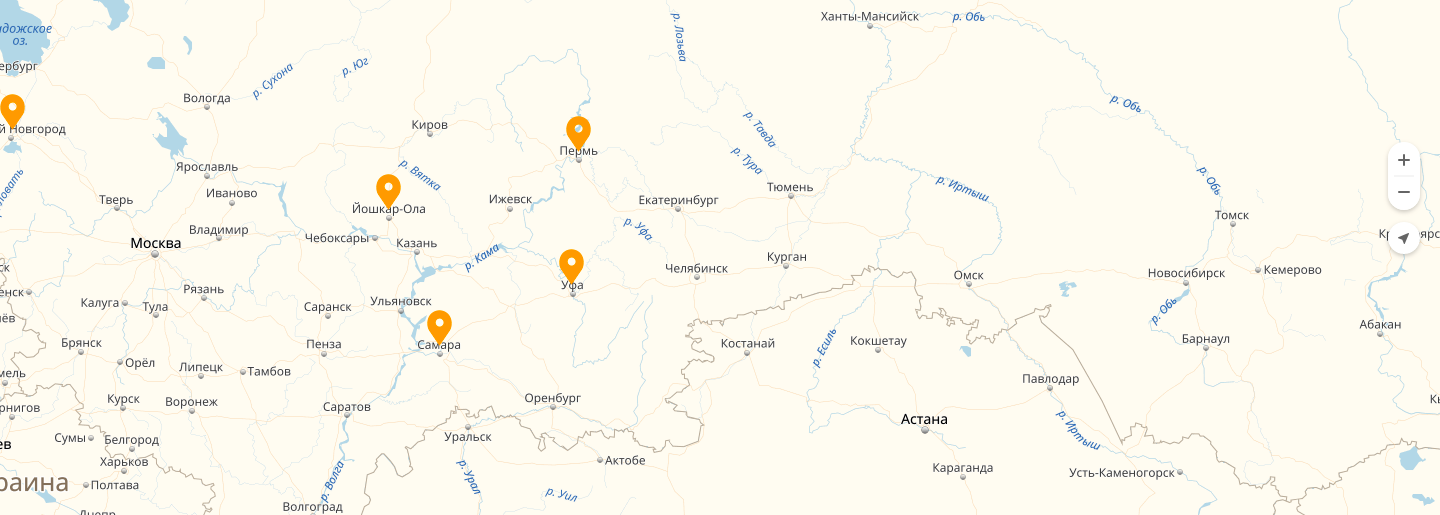 Ханты-Мансийск
р. Обь
р. Лозьва
адожское
оз.
ербург
р. Сухона
р. Юг
Вологда
й Новгород
Киров
р. Обь
р. Тавда
Пермь
р. Тура
Ярославль
р. Вятка
Тюмень
р. Иртыш
р. Обь
ловать
Тверь
Иваново
Йошкар-Ола
Ижевск
Екатеринбург
Томск
Владимир
р. Уфа
Москва
Чебоксары
Казань
р. Кама
Курган
Челябинск
Омск
Новосибирск
Кемерово
Уфа
Рязань
Калуга
Тула
Саранск
Ульяновск
р. Обь
Абакан
Брянск
Пенза
Самара
Костанай
р. Есиль
Кокшетау
Барнаул
Орёл
Липецк
Тамбов
Павлодар
мель
Курск
Воронеж
Саратов
Оренбург
рнигов
Астана
р. Иртыш
Сумы
Белгород
Уральск
ев
Харьков
Актобе
Караганда
Усть-Каменогорск
раина
Полтава
р. Волга
р. Урал
р. Уил
Волгоград